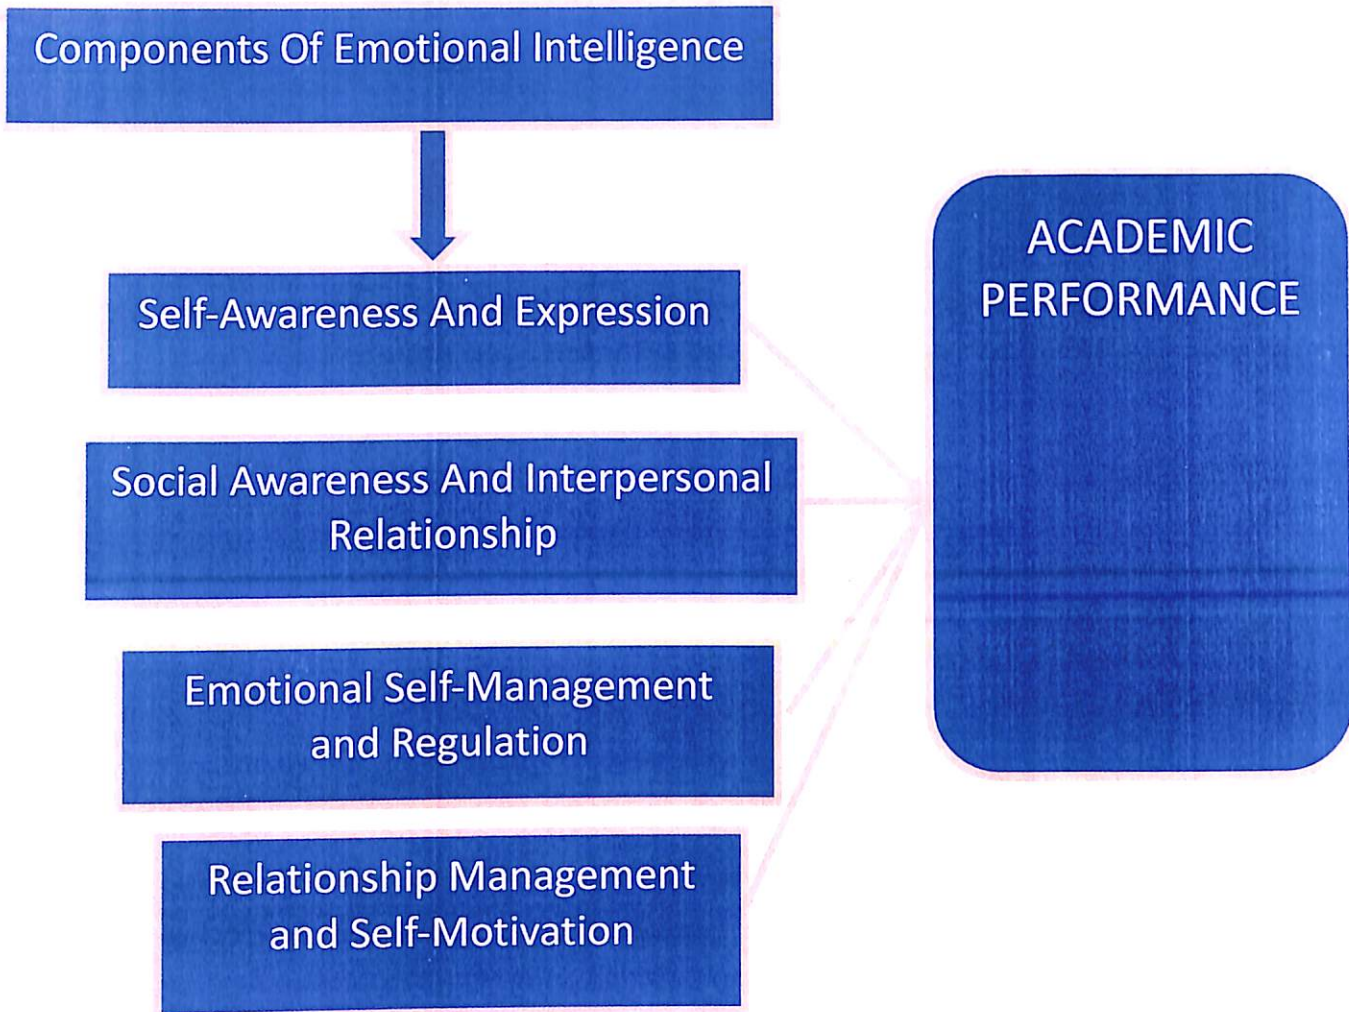 Components Of Emotional Intelligence
Self-Awareness And Expression
Social Awareness And Interpersonal
Relationship
Emotional Self-Management
and Regulation
Relationship Management
and Self-Motivation
ACADEMIC
PERFORMANCE